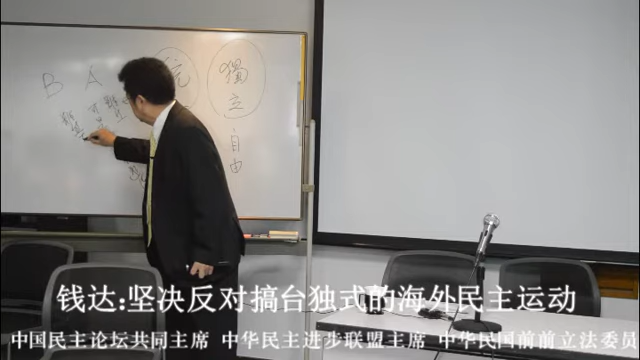 B A 統 獨立
自由
钱达:坚决反对搞台独式的海外民主运动
中国民主论坛共同主席 中华民主进步联盟主席 中华民国前前立法委员